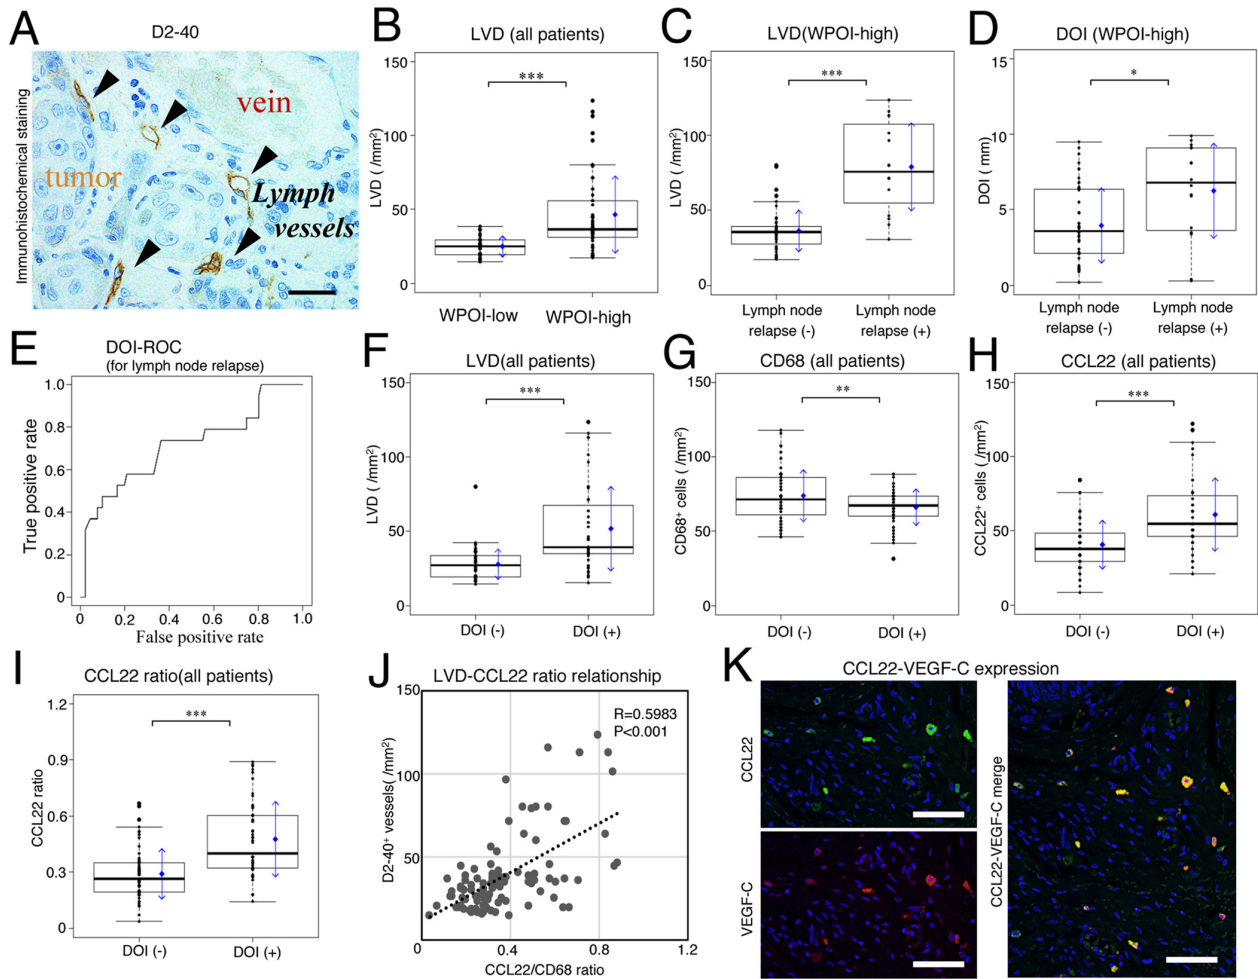 A
D2-40
Immunohistochemical staining
vein
tumor
Lymph
vessels
B
LVD (all patients)
***
LVD ( /mm²)
150
100
50
0
WPOI-low
WPOI-high
C
LVD(WPOI-high)
***
LVD ( /mm²)
150
100
50
0
Lymph node
relapse (-)
Lymph node
relapse (+)
D
DOI (WPOI-high)
*
DOI (mm)
15
10
5
0
Lymph node
relapse (-)
Lymph node
relapse (+)
E
DOI-ROC
(for lymph node relapse)
True positive rate
1.0
0.8
0.6
0.4
0.2
0
0
0.2
0.4
0.6
0.8
1.0
False positive rate
F
LVD(all patients)
***
LVD ( /mm²)
150
100
50
0
DOI (-)
DOI (+)
G
CD68 (all patients)
**
CD68⁺ cells ( /mm²)
150
100
50
0
DOI (-)
DOI (+)
H
CCL22 (all patients)
***
CCL22⁺ cells ( /mm²)
150
100
50
0
DOI (-)
DOI (+)
I
CCL22 ratio(all patients)
***
CCL22 ratio
1.2
0.9
0.6
0.3
0
DOI (-)
DOI (+)
J
LVD-CCL22 ratio relationship
R=0.5983
P<0.001
D2-40⁺ vessels(/mm²)
150
100
50
0
0.4
0.8
1.2
CCL22/CD68 ratio
K
CCL22-VEGF-C expression
CCL22
VEGF-C
CCL22-VEGF-C merge